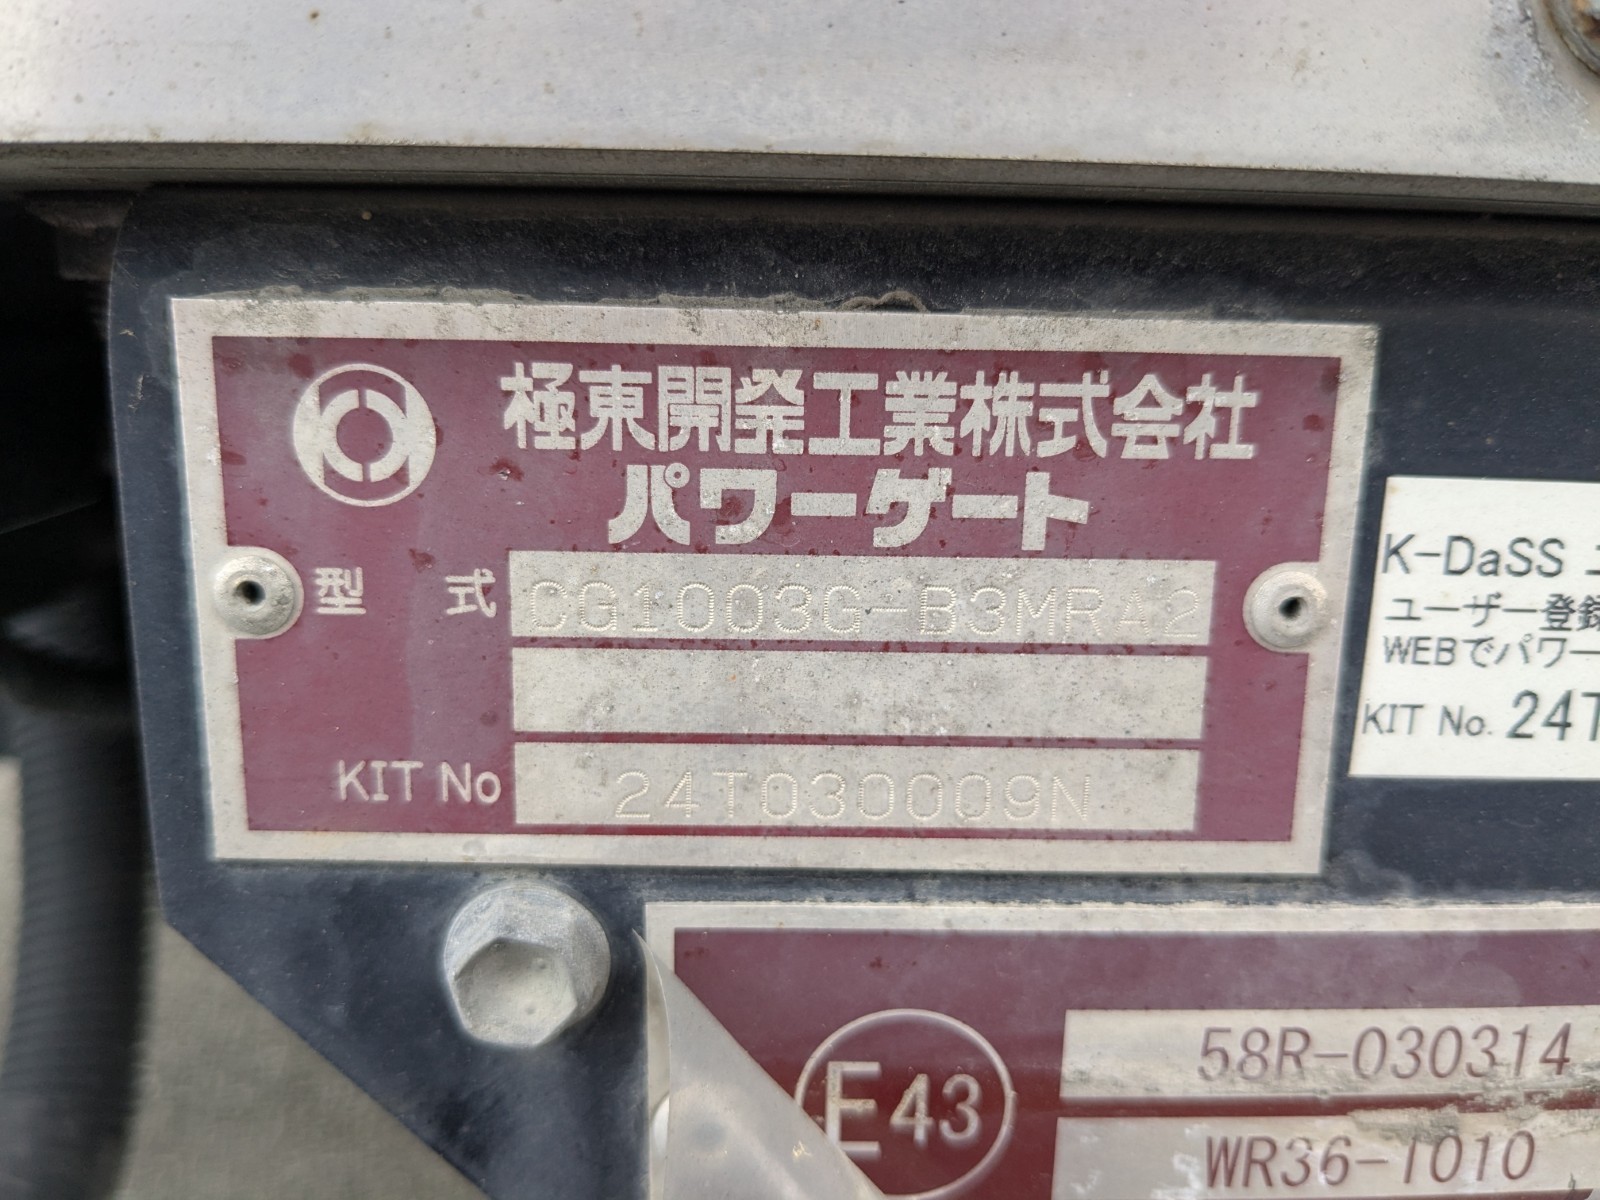 極東開発工業株式会社
パワーゲート
型 式 CG1003G-B3MRA2
KIT No 24T030009N
K-DaSS
ユーザー登録
WEBでパワー
KIT No. 24T
E43
58R-030314
WR36-1010